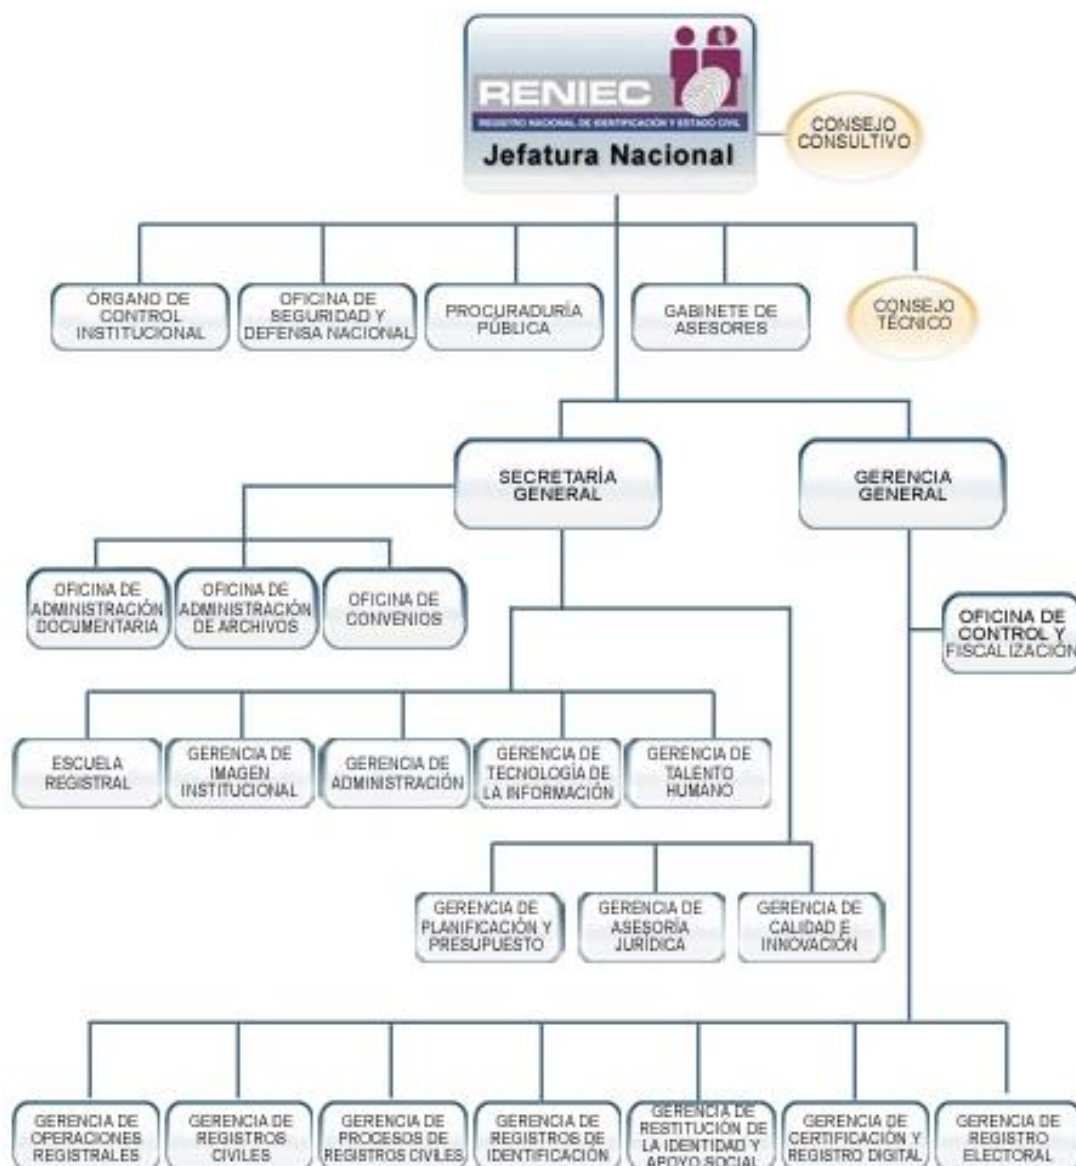 RENIEC
REGISTRO NACIONAL DE IDENTIFICACIÓN Y ESTADO CIVIL
Jefatura Nacional
CONSEJO
CONSULTIVO
ÓRGANO DE
CONTROL
INSTITUCIONAL
OFICINA DE
SEGURIDAD Y
DEFENSA NACIONAL
PROCURADURÍA
PÚBLICA
GABINETE DE
ASESORES
CONSEJO
TÉCNICO
SECRETARÍA
GENERAL
GERENCIA
GENERAL
OFICINA DE
ADMINISTRACIÓN
DOCUMENTARIA
OFICINA DE
ADMINISTRACIÓN
DE ARCHIVOS
OFICINA DE
CONVENIOS
OFICINA DE
CONTROL Y
FISCALIZACIÓN
ESCUELA
REGISTRAL
GERENCIA DE
IMAGEN
INSTITUCIONAL
GERENCIA DE
ADMINISTRACIÓN
GERENCIA DE
TECNOLOGÍA DE
LA INFORMACIÓN
GERENCIA DE
TALENTO
HUMANO
GERENCIA DE
PLANIFICACIÓN Y
PRESUPUESTO
GERENCIA DE
ASESORÍA
JURÍDICA
GERENCIA DE
CALIDAD E
INNOVACIÓN
GERENCIA DE
OPERACIONES
REGISTRALES
GERENCIA DE
REGISTROS
CIVILES
GERENCIA DE
PROCESOS DE
REGISTROS CIVILES
GERENCIA DE
REGISTROS DE
IDENTIFICACIÓN
GERENCIA DE
RESTITUCIÓN DE
LA IDENTIDAD Y
APOYO SOCIAL
GERENCIA DE
CERTIFICACIÓN Y
REGISTRO DIGITAL
GERENCIA DE
REGISTRO
ELECTORAL